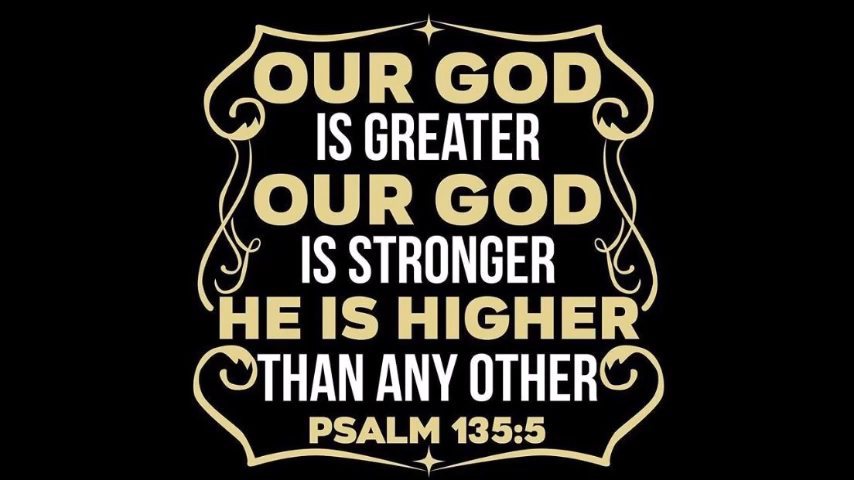 OUR GOD
IS GREATER
OUR GOD
IS STRONGER
HE IS HIGHER
THAN ANY OTHER
PSALM 135:5